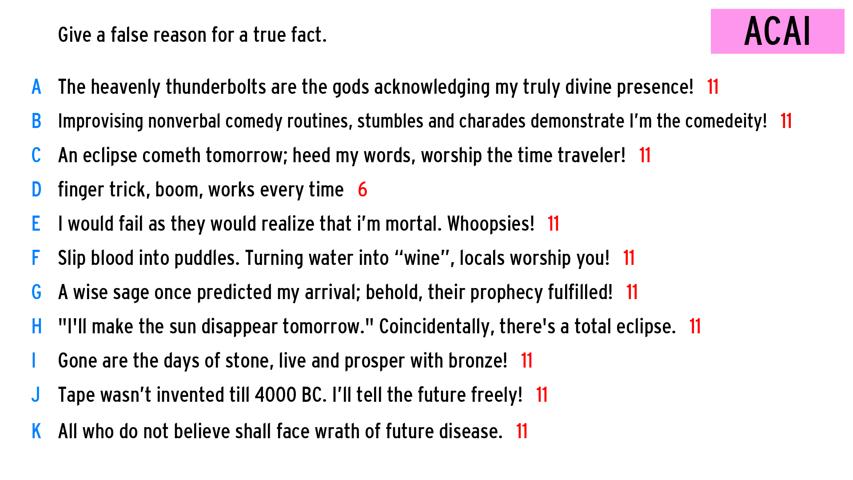 Give a false reason for a true fact.
ACAI
A The heavenly thunderbolts are the gods acknowledging my truly divine presence! 11
B Improvising nonverbal comedy routines, stumbles and charades demonstrate I'm the comedeity! 11
C An eclipse cometh tomorrow; heed my words, worship the time traveler! 11
D finger trick, boom, works every time 6
E I would fail as they would realize that i'm mortal. Whoopsies! 11
F Slip blood into puddles. Turning water into “wine”, locals worship you! 11
G A wise sage once predicted my arrival; behold, their prophecy fulfilled! 11
H "I'll make the sun disappear tomorrow." Coincidentally, there's a total eclipse. 11
I Gone are the days of stone, live and prosper with bronze! 11
J Tape wasn't invented till 4000 BC. I'll tell the future freely! 11
K All who do not believe shall face wrath of future disease. 11